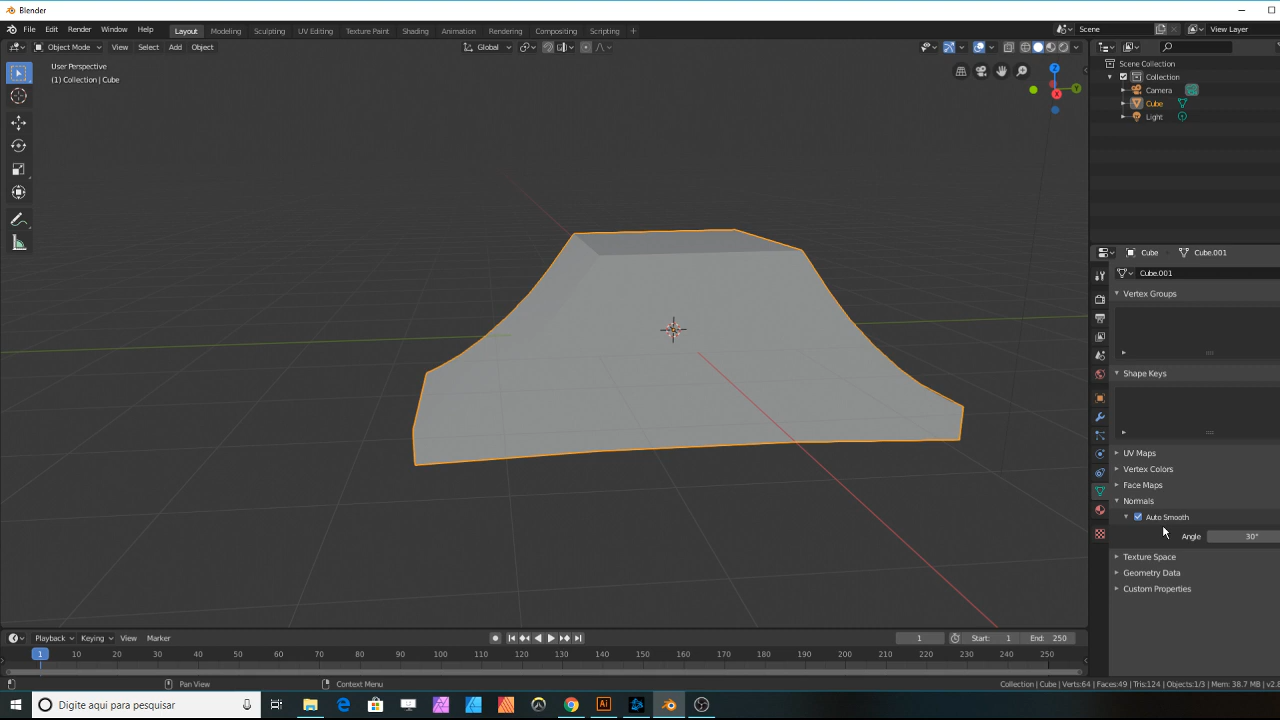 Blender
File Edit Render Window Help Layout Modeling Sculpting UV Editing Texture Paint Shading Animation Rendering Compositing Scripting + Scene View Layer
Object Mode View Select Add Object Global
User Perspective
(1) Collection | Cube
Z
X
Y
Scene Collection
Collection
Camera
Cube
Light
Cube Cube.001
Cube.001
Vertex Groups
Shape Keys
UV Maps
Vertex Colors
Face Maps
Normals
Auto Smooth
Angle 30°
Texture Space
Geometry Data
Custom Properties
Playback Keying View Marker 1 Start: 1 End: 250
1 10 20 30 40 50 60 70 80 90 100 110 120 130 140 150 160 170 180 190 200 210 220 230 240 250
Pan View Context Menu Collection | Cube | Verts:64 | Faces:49 | Tris:124 | Objects:1/3 | Mem: 38.7 MB | v2.8
Digite aqui para pesquisar
Ai